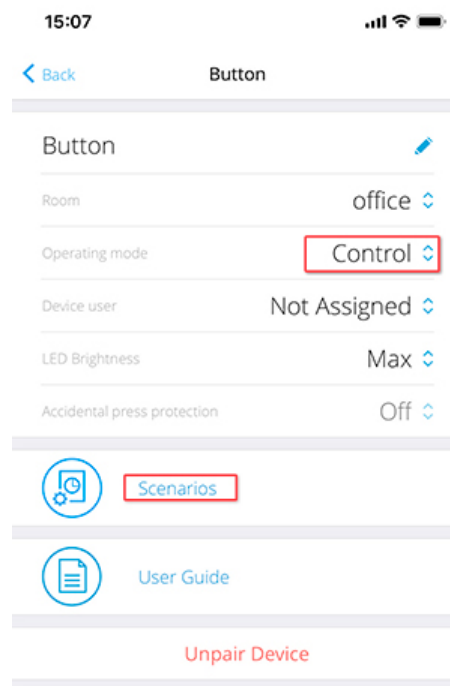 15:07
Back Button
Button
Room office
Operating mode Control
Device user Not Assigned
LED Brightness Max
Accidental press protection Off
Scenarios
User Guide
Unpair Device